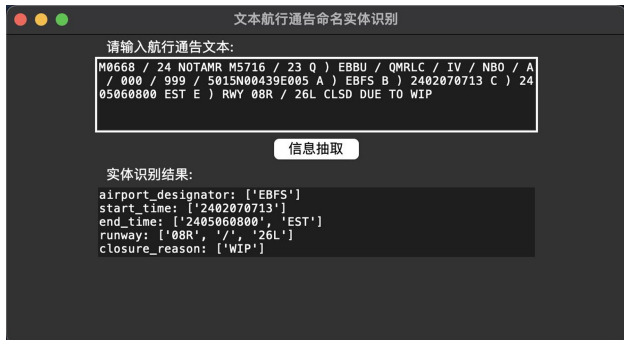 文本航行通告命名实体识别
请输入航行通告文本:
M0668 / 24 NOTAMR M5716 / 23 Q ) EBBU / QMRLC / IV / NBO / A
/ 000 / 999 / 5015N00439E005 A ) EBFS B ) 2402070713 C ) 24
05060800 EST E ) RWY 08R / 26L CLSD DUE TO WIP
信息抽取
实体识别结果:
airport_designator: ['EBFS']
start_time: ['2402070713']
end_time: ['2405060800', 'EST']
runway: ['08R', '/', '26L']
closure_reason: ['WIP']